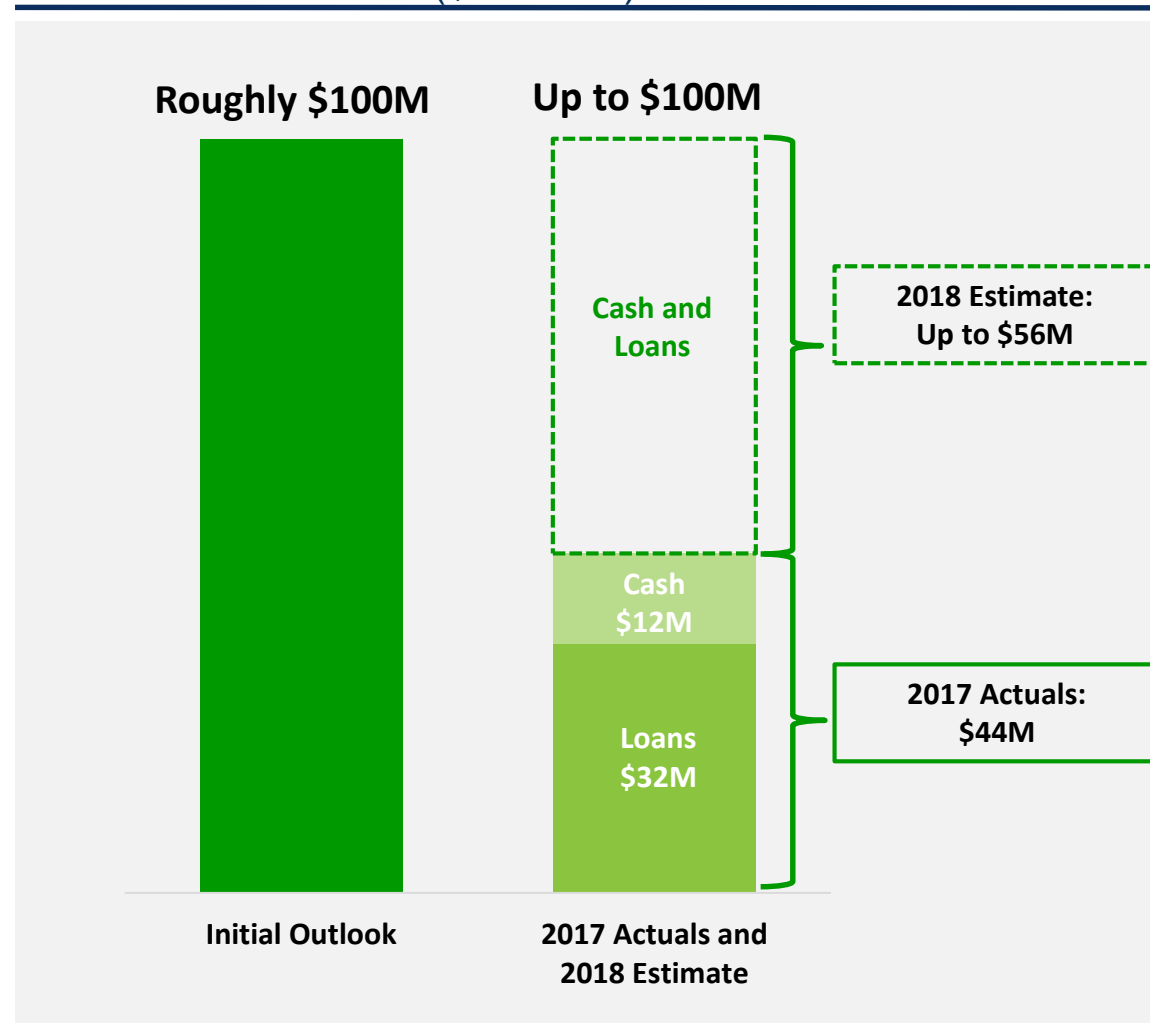 Roughly $100M
Up to $100M
Cash and
Loans
2018 Estimate:
Up to $56M
Cash
$12M
Loans
$32M
2017 Actuals:
$44M
Initial Outlook
2017 Actuals and
2018 Estimate